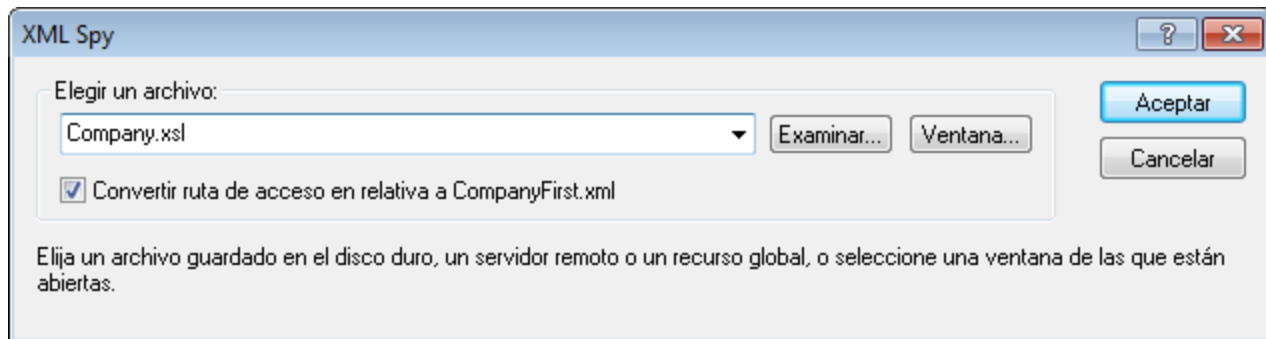 XML Spy
Elegir un archivo:
Company.xsl
Examinar...
Ventana...
Aceptar
Cancelar
Convertir ruta de acceso en relativa a CompanyFirst.xml
Elija un archivo guardado en el disco duro, un servidor remoto o un recurso global, o seleccione una ventana de las que están
abiertas.